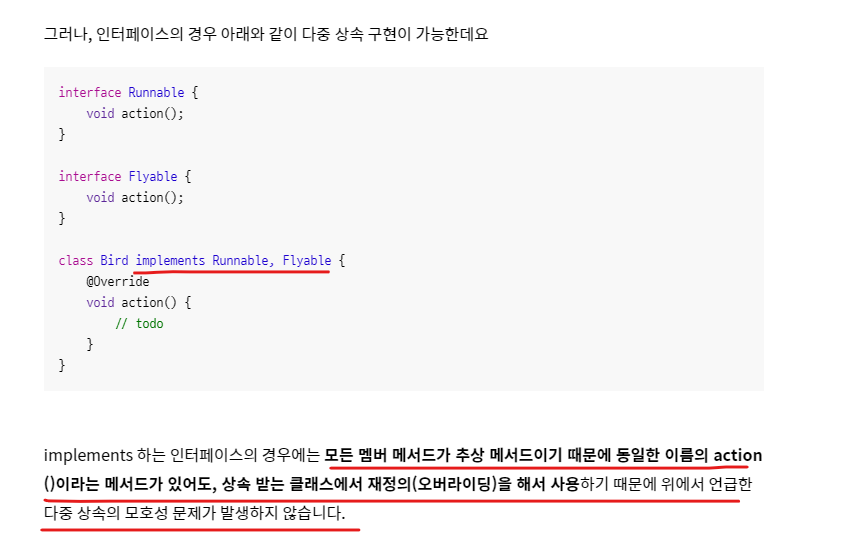 그러나, 인터페이스의 경우 아래와 같이 다중 상속 구현이 가능한데요
interface Runnable {
    void action();
}
interface Flyable {
    void action();
}
class Bird implements Runnable, Flyable {
    @Override
    void action() {
        // todo
    }
}
implements 하는 인터페이스의 경우에는 모든 멤버 메서드가 추상 메서드이기 때문에 동일한 이름의 action
()이라는 메서드가 있어도, 상속 받는 클래스에서 재정의(오버라이딩)을 해서 사용하기 때문에 위에서 언급한
다중 상속의 모호성 문제가 발생하지 않습니다.